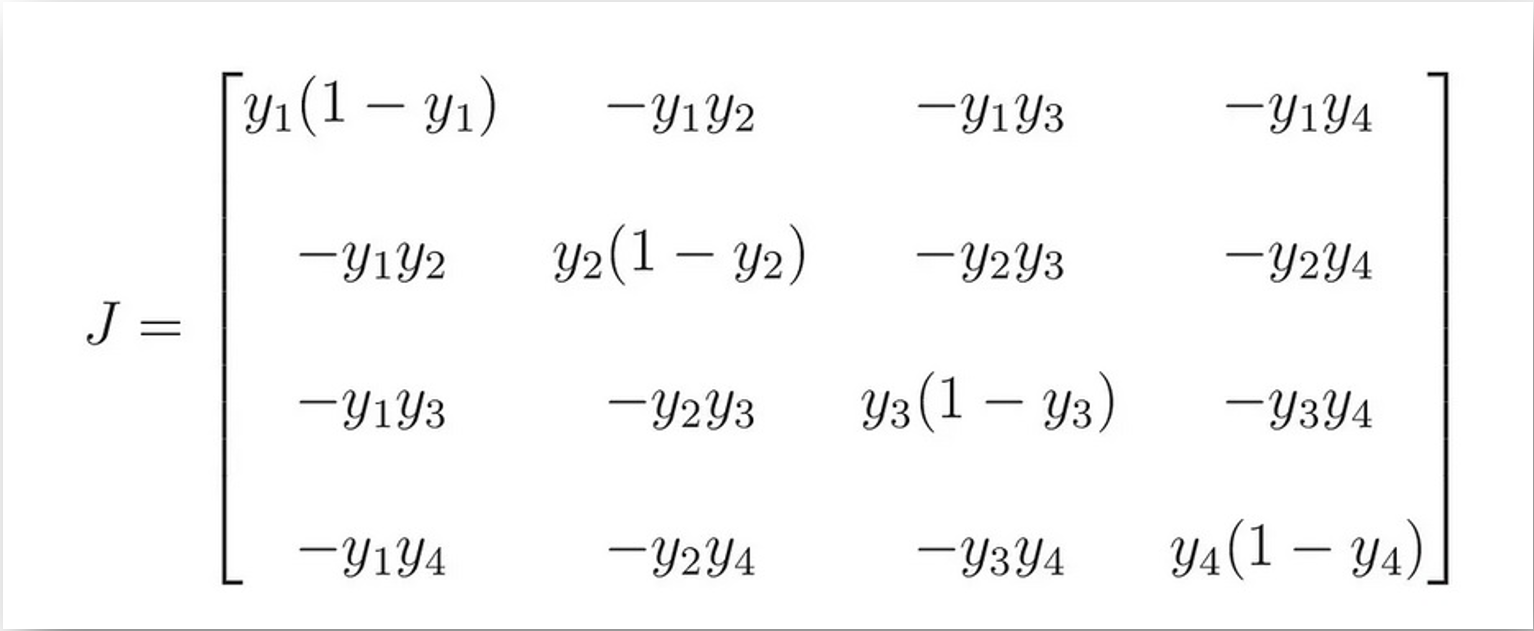 y₁(1 − y₁) −y₁y₂ −y₁y₃ −y₁y₄
−y₁y₂ y₂(1 − y₂) −y₂y₃ −y₂y₄
J =
−y₁y₃ −y₂y₃ y₃(1 − y₃) −y₃y₄
−y₁y₄ −y₂y₄ −y₃y₄ y₄(1 − y₄)